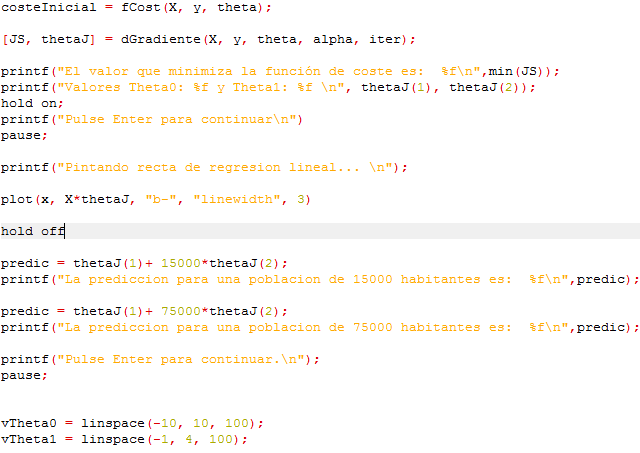 costeInicial = fCost(X, y, theta);
[JS, thetaJ] = dGradiente(X, y, theta, alpha, iter);
printf("El valor que minimiza la función de coste es:  %f\n",min(JS));
printf("Valores Theta0: %f y Theta1: %f \n", thetaJ(1), thetaJ(2));
hold on;
printf("Pulse Enter para continuar\n")
pause;
printf("Pintando recta de regresion lineal... \n");
plot(x, X*thetaJ, "b-", "linewidth", 3)
hold off
predic = thetaJ(1)+ 15000*thetaJ(2);
printf("La prediccion para una poblacion de 15000 habitantes es:  %f\n",predic);
predic = thetaJ(1)+ 75000*thetaJ(2);
printf("La prediccion para una poblacion de 75000 habitantes es:  %f\n",predic);
printf("Pulse Enter para continuar.\n");
pause;
vTheta0 = linspace(-10, 10, 100);
vTheta1 = linspace(-1, 4, 100);